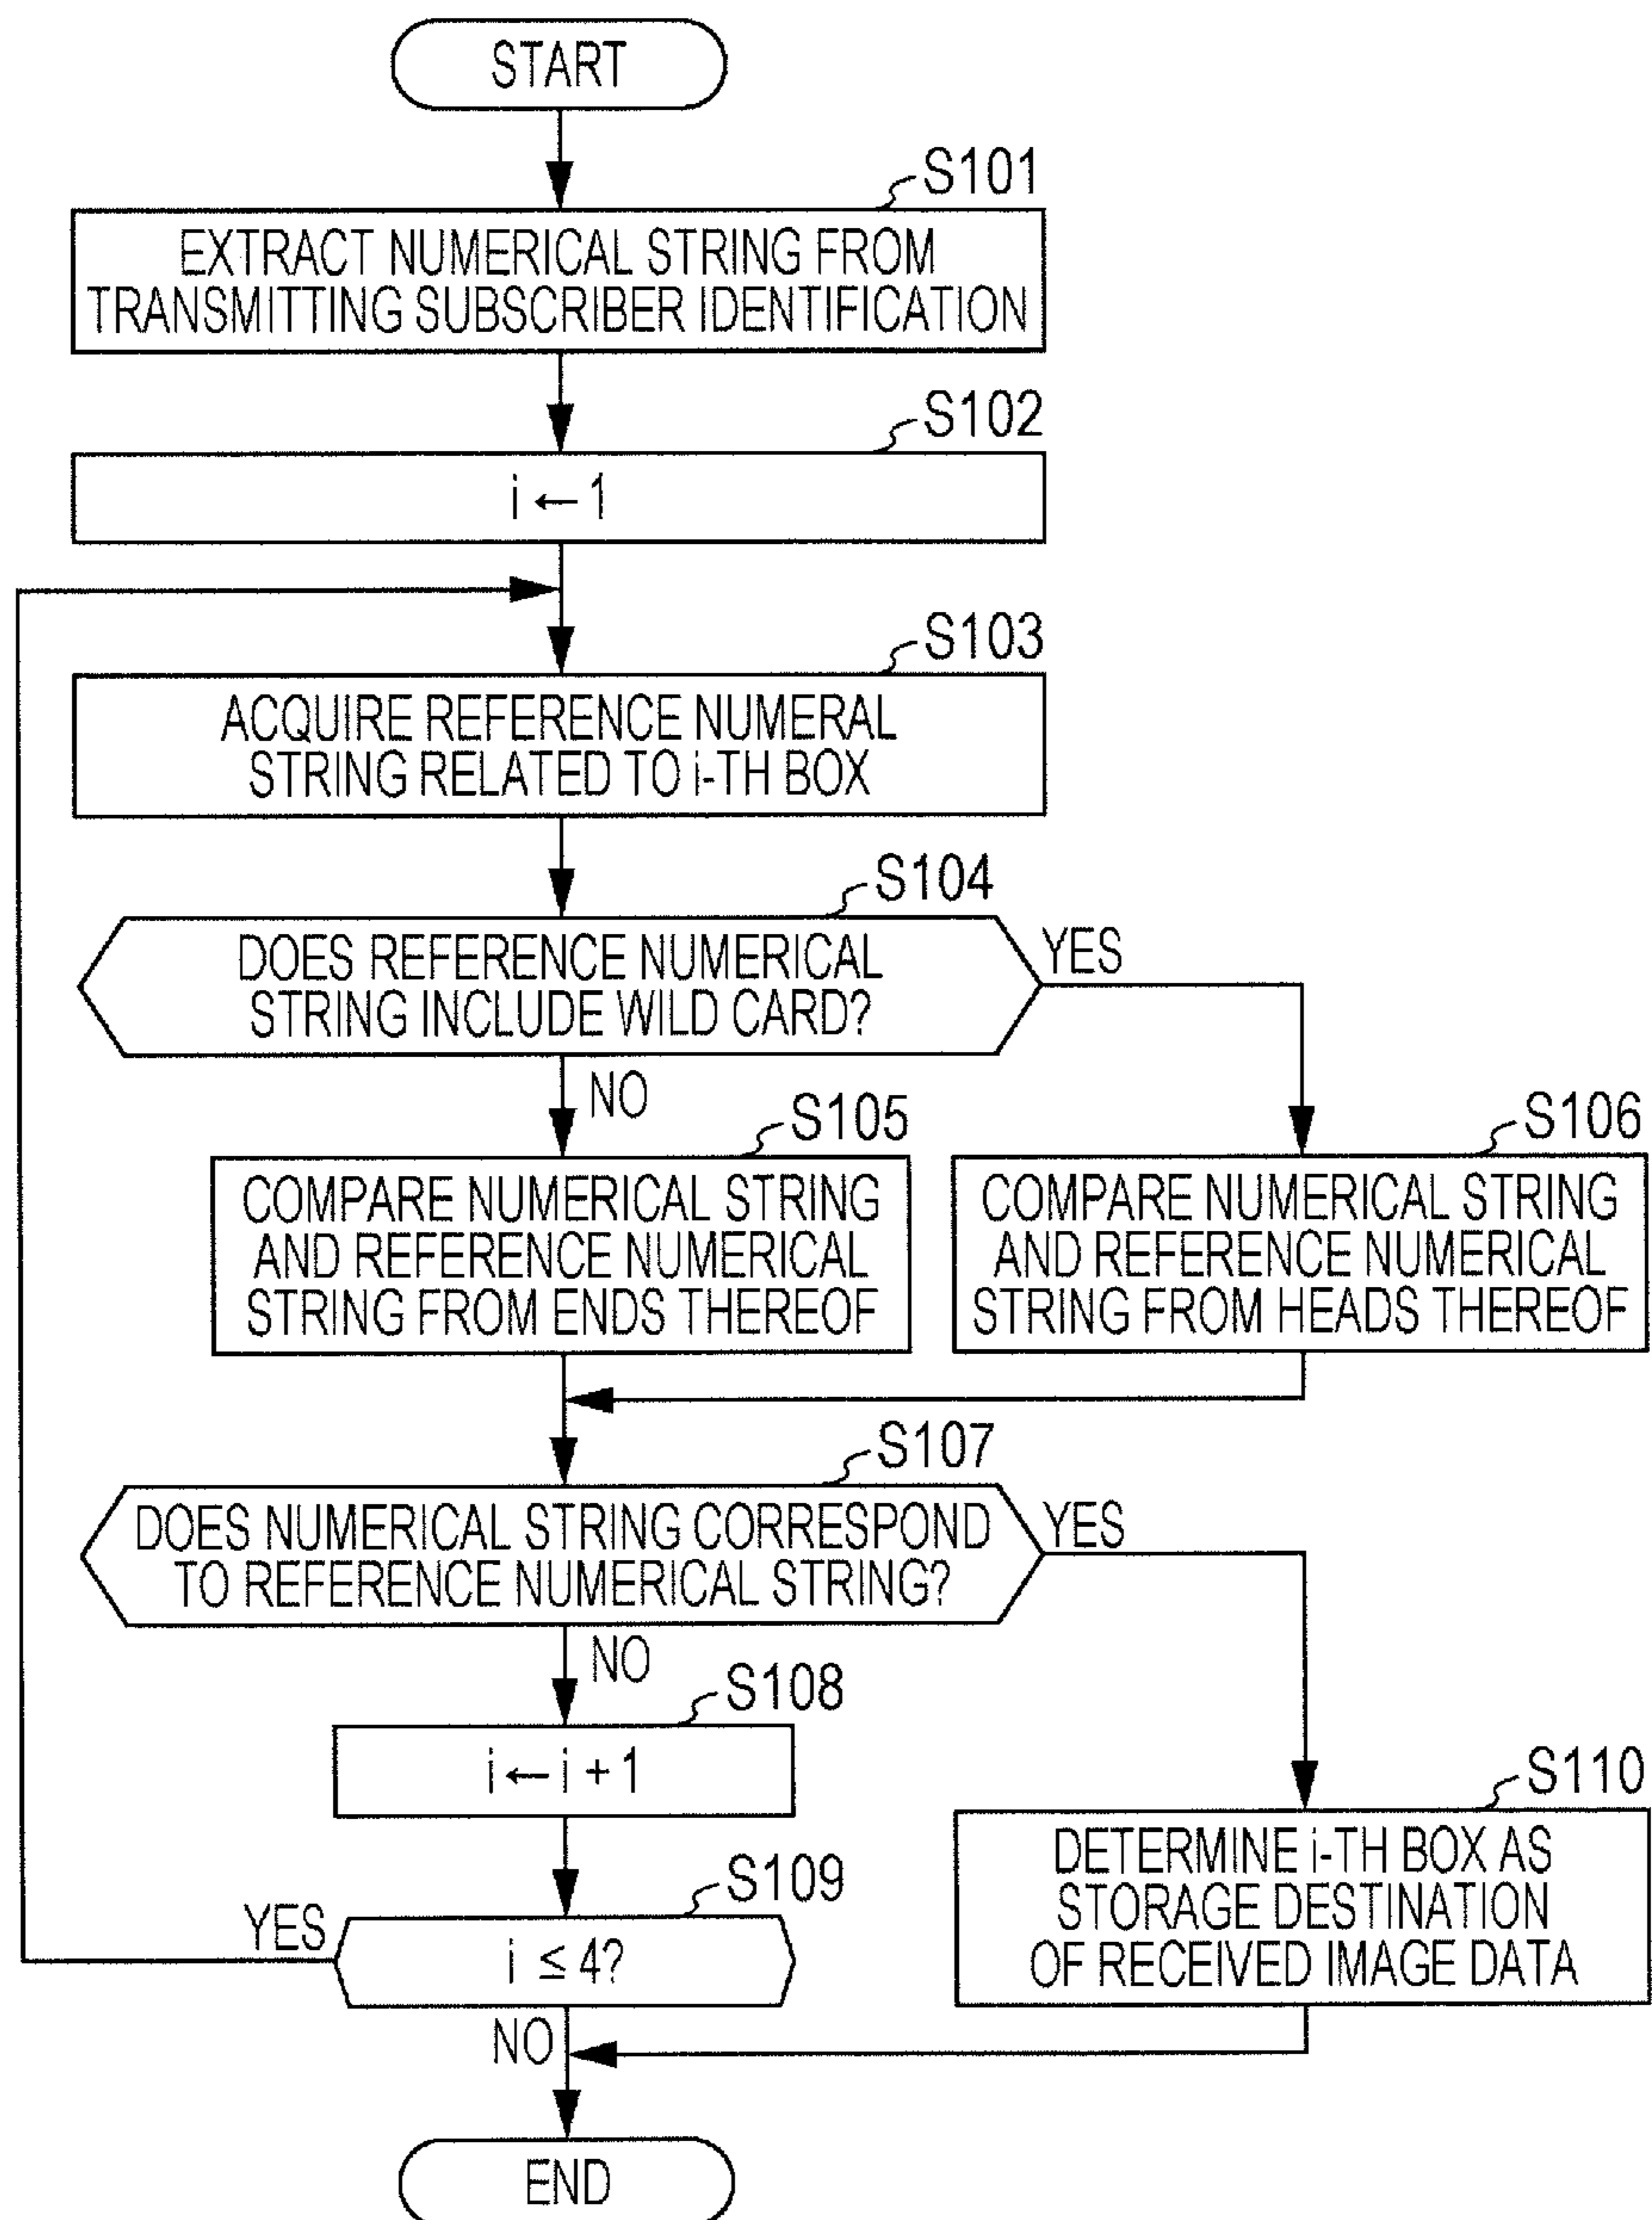 START
S101
EXTRACT NUMERICAL STRING FROM
TRANSMITTING SUBSCRIBER IDENTIFICATION
S102
i ← 1
S103
ACQUIRE REFERENCE NUMERAL
STRING RELATED TO i-TH BOX
S104
DOES REFERENCE NUMERICAL
STRING INCLUDE WILD CARD?
YES
NO
S105
COMPARE NUMERICAL STRING
AND REFERENCE NUMERICAL
STRING FROM ENDS THEREOF
S106
COMPARE NUMERICAL STRING
AND REFERENCE NUMERICAL
STRING FROM HEADS THEREOF
S107
DOES NUMERICAL STRING CORRESPOND
TO REFERENCE NUMERICAL STRING?
YES
NO
S108
i ← i + 1
S109
i ≤ 4?
YES
NO
S110
DETERMINE i-TH BOX AS
STORAGE DESTINATION
OF RECEIVED IMAGE DATA
END